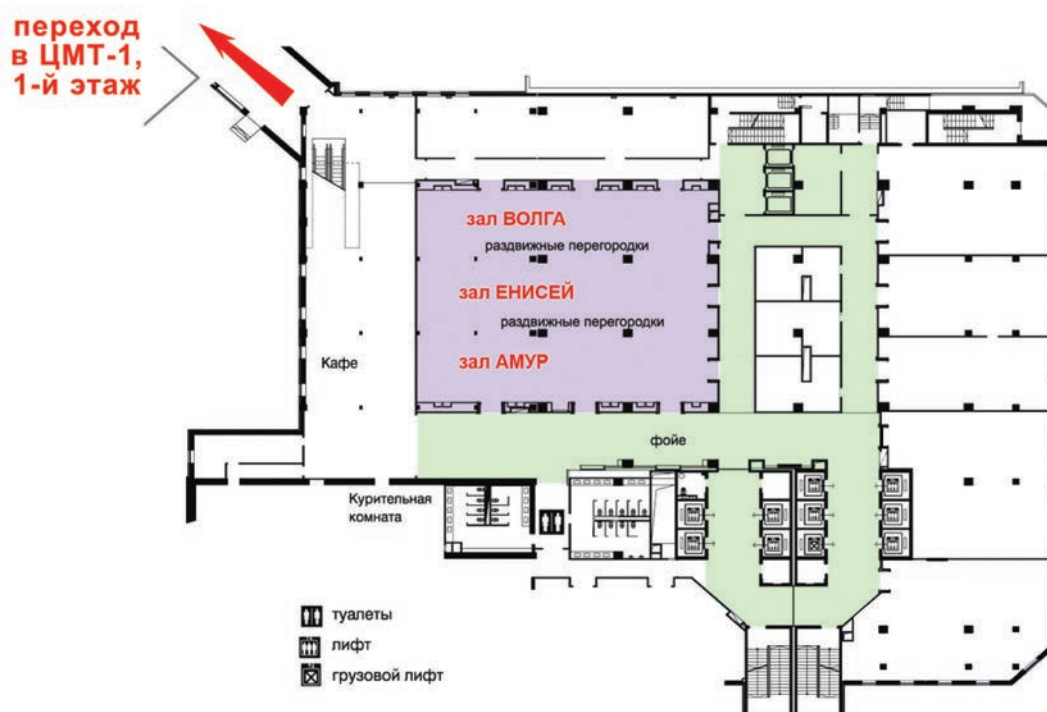 переход
в ЦМТ-1,
1-й этаж
зал ВОЛГА
раздвижные перегородки
зал ЕНИСЕЙ
раздвижные перегородки
зал АМУР
Кафе
фойе
Курительная
комната
туалеты
лифт
грузовой лифт